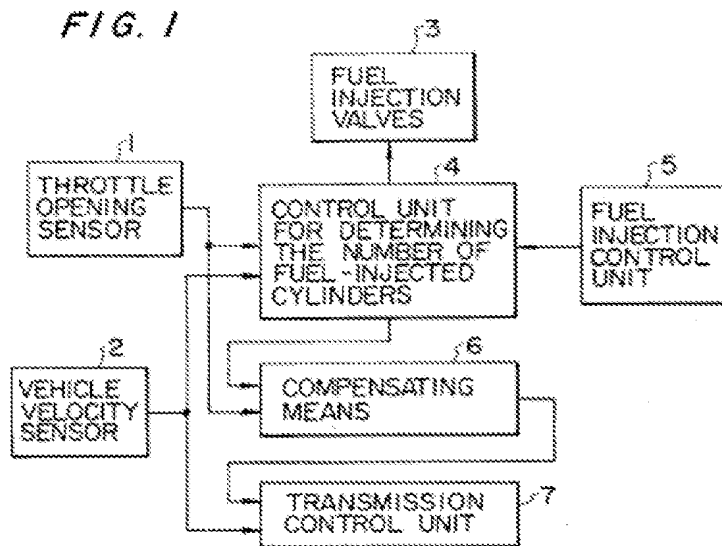 FIG. 1
3
FUEL
INJECTION
VALVES
1
THROTTLE
OPENING
SENSOR
4
CONTROL UNIT
FOR DETERMINING
THE NUMBER OF
FUEL-INJECTED
CYLINDERS
5
FUEL
INJECTION
CONTROL
UNIT
2
VEHICLE
VELOCITY
SENSOR
6
COMPENSATING
MEANS
7
TRANSMISSION
CONTROL UNIT